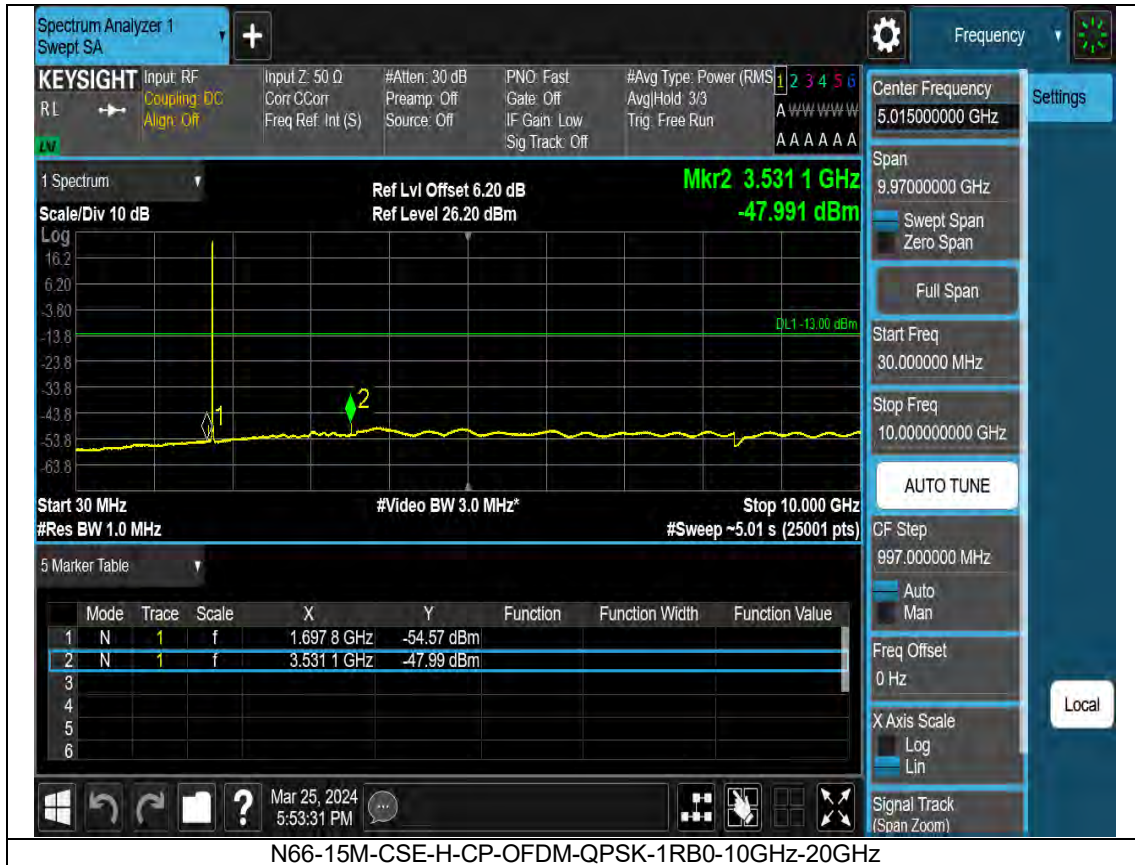 Spectrum Analyzer 1
Swept SA
+
Frequency
KEYSIGHT
RL
LXI
Input: RF
Coupling: DC
Align: Off
Input Z: 50 Ω
Corr CCorr
Freq Ref: Int (S)
#Atten: 30 dB
Preamp: Off
Source: Off
PNO: Fast
Gate: Off
IF Gain: Low
Sig Track: Off
#Avg Type: Power (RMS
Avg|Hold: 3/3
Trig: Free Run
1 2 3 4 5 6
A W W W W W
A A A A A A
1 Spectrum
Scale/Div 10 dB
Ref Lvl Offset 6.20 dB
Ref Level 26.20 dBm
Mkr2 3.531 1 GHz
-47.991 dBm
Log
16.2
6.20
-3.80
-13.8
-23.8
-33.8
-43.8
-53.8
-63.8
DL1 -13.00 dBm
1
2
Start 30 MHz
#Video BW 3.0 MHz*
Stop 10.000 GHz
#Res BW 1.0 MHz
#Sweep ~5.01 s (25001 pts)
5 Marker Table
Mode Trace Scale X Y Function Function Width Function Value
1 N 1 f 1.697 8 GHz -54.57 dBm
2 N 1 f 3.531 1 GHz -47.99 dBm
3
4
5
6
Mar 25, 2024
5:53:31 PM
?
Center Frequency
5.015000000 GHz
Settings
Span
9.97000000 GHz
Swept Span
Zero Span
Full Span
Start Freq
30.000000 MHz
Stop Freq
10.000000000 GHz
AUTO TUNE
CF Step
997.000000 MHz
Auto
Man
Freq Offset
0 Hz
X Axis Scale
Log
Lin
Local
Signal Track
(Span Zoom)
N66-15M-CSE-H-CP-OFDM-QPSK-1RB0-10GHz-20GHz